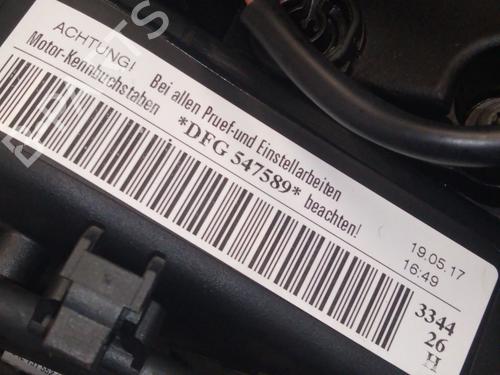 ACHTUNG! Bei allen Pruef-und Einstellarbeiten
Motor-Kennbuchstaben *DFG 547589* beachten!
19.05.17
16:49
3344
26
H